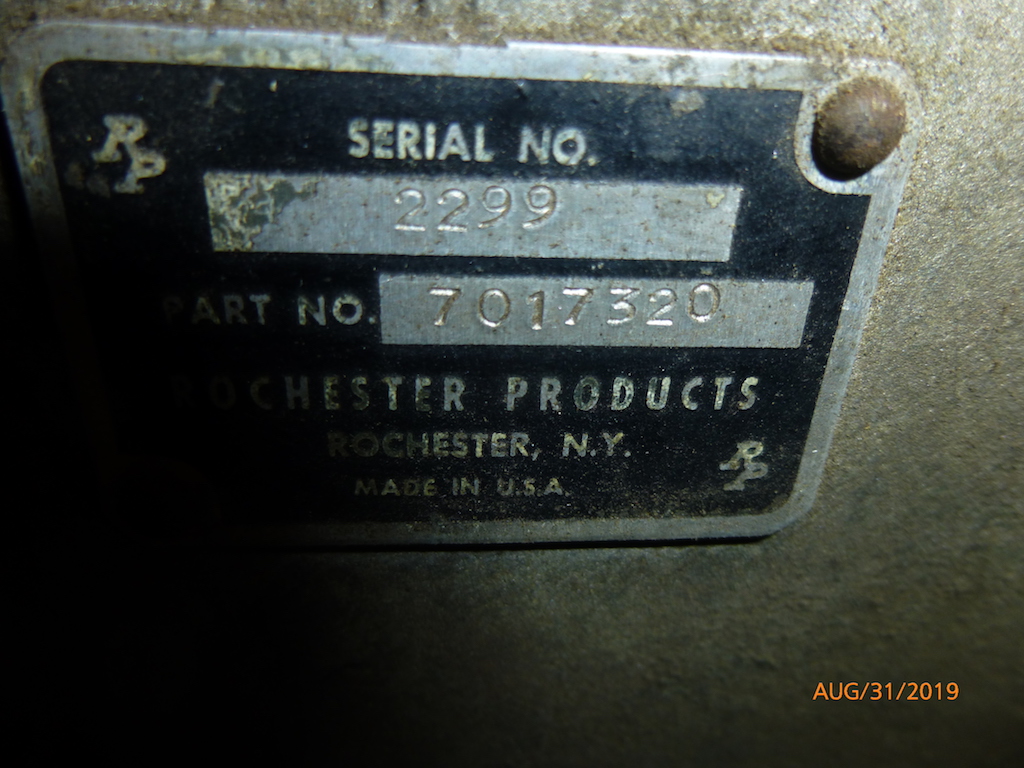 RP
SERIAL NO.
2299
PART NO. 7017320
ROCHESTER PRODUCTS
ROCHESTER, N.Y.
RP
MADE IN U.S.A.
AUG/31/2019